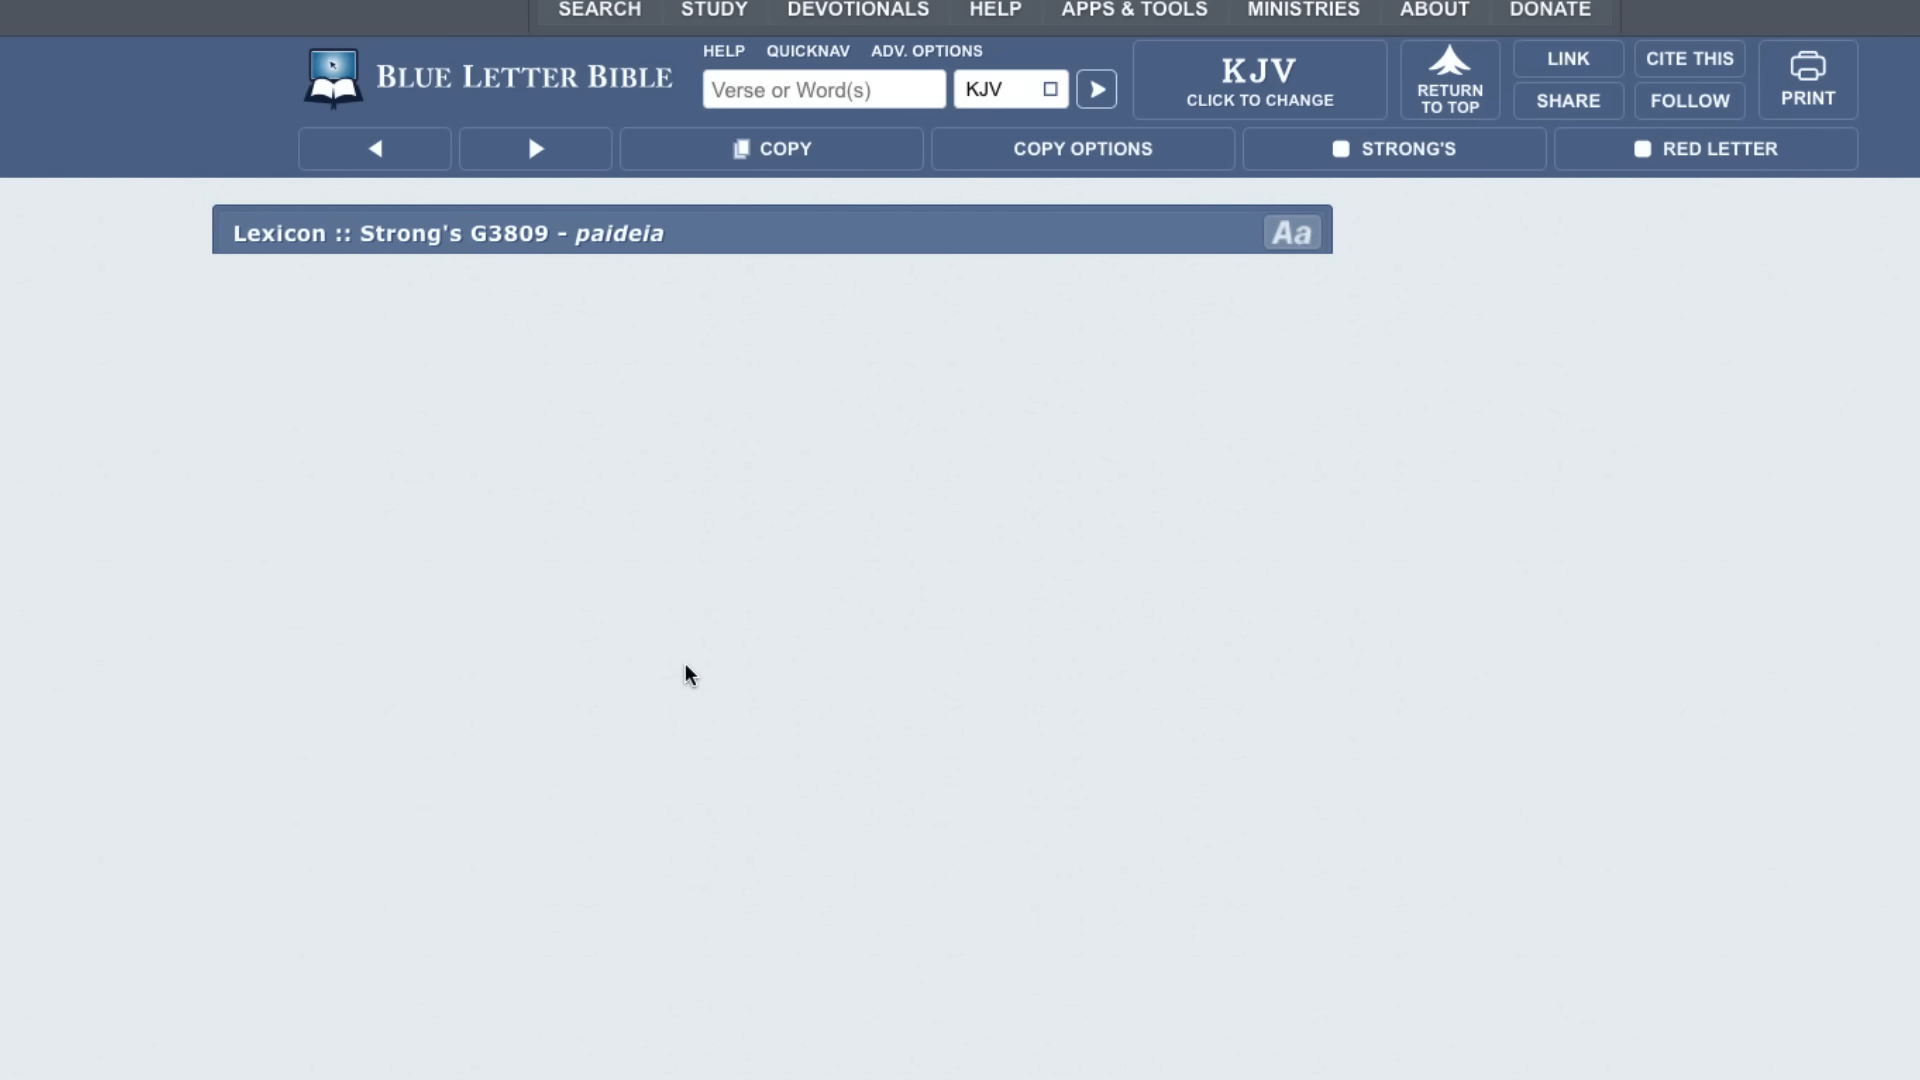 SEARCH STUDY DEVOTIONALS HELP APPS & TOOLS MINISTRIES ABOUT DONATE
BLUE LETTER BIBLE
HELP QUICKNAV ADV. OPTIONS
Verse or Word(s) KJV
KJV
CLICK TO CHANGE
RETURN
TO TOP
LINK CITE THIS
SHARE FOLLOW
PRINT
COPY COPY OPTIONS STRONG'S RED LETTER
Lexicon :: Strong's G3809 - paideia Aa